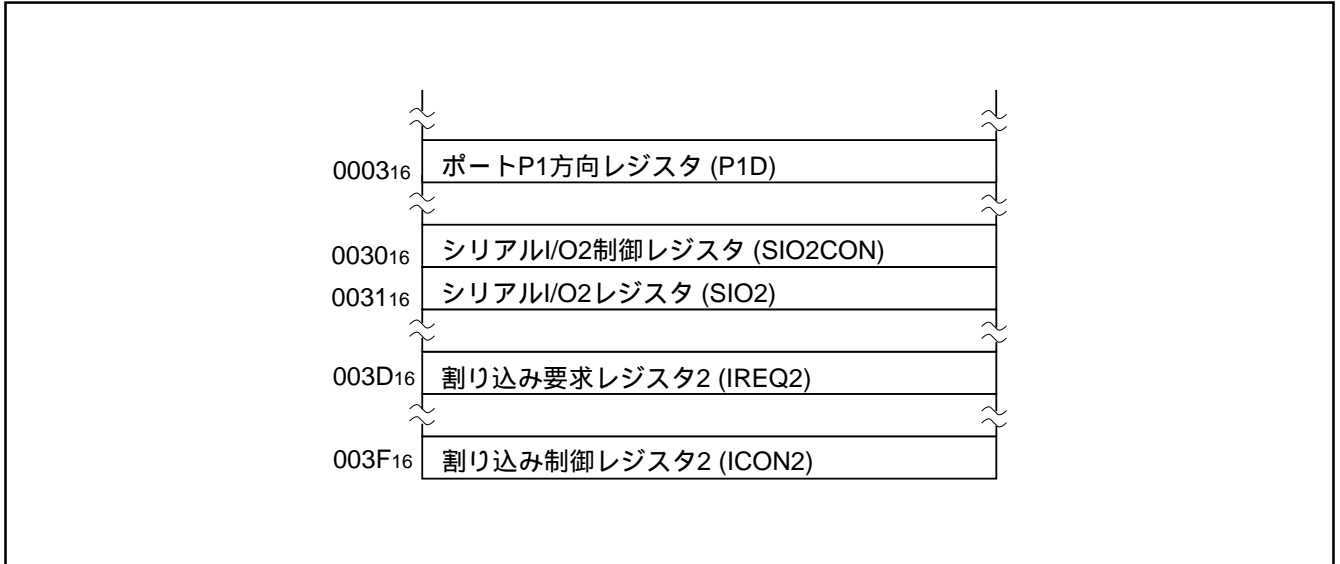 000316 ポートP1方向レジスタ (P1D)
003016 シリアルI/O2制御レジスタ (SIO2CON)
003116 シリアルI/O2レジスタ (SIO2)
003D16 割り込み要求レジスタ2 (IREQ2)
003F16 割り込み制御レジスタ2 (ICON2)